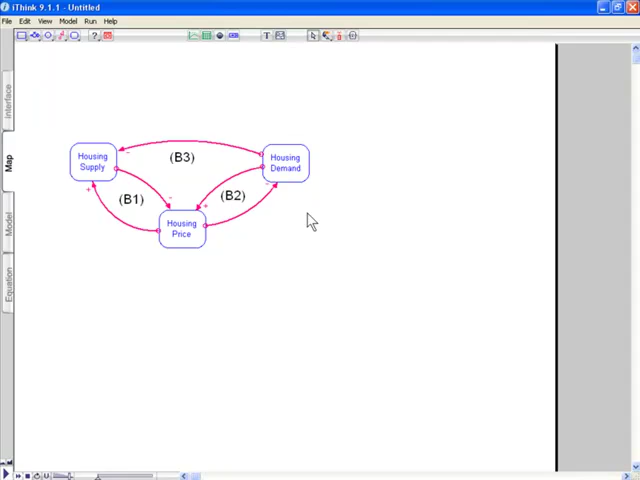 iThink 9.1.1 - Untitled
File Edit View Model Run Help
Interface
Map
Model
Equation
Housing
Supply
Housing
Demand
Housing
Price
(B3)
(B1)
(B2)
-
-
+
+
-
T
?
U